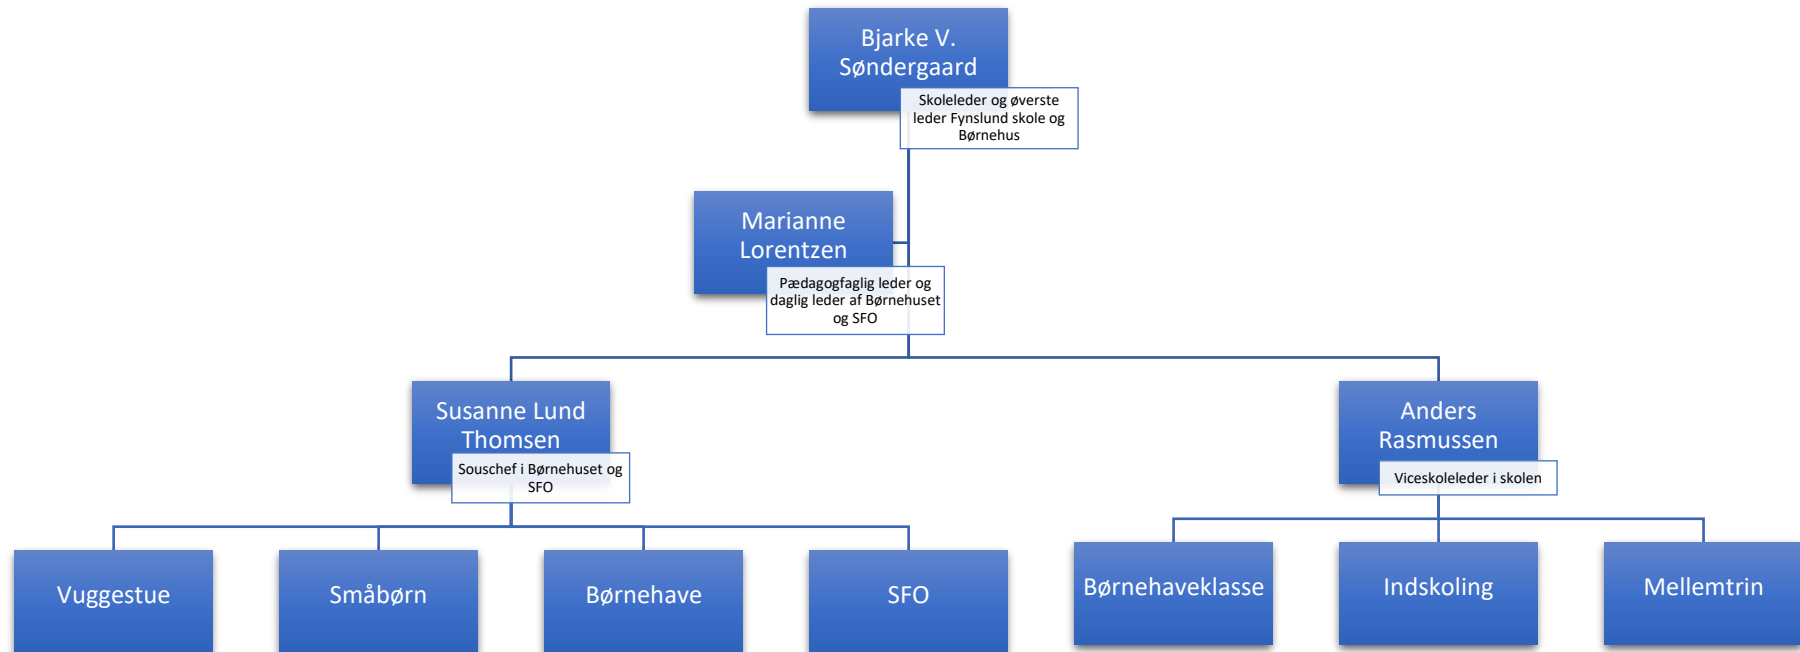 Bjarke V.
Søndergaard
Skoleleder og øverste
leder Fynslund skole og
Børnehus
Marianne
Lorentzen
Pædagogfaglig leder og
daglig leder af Børnehuset
og SFO
Susanne Lund
Thomsen
Souschef i Børnehuset og
SFO
Anders
Rasmussen
Viceskoleleder i skolen
Vuggestue
Småbørn
Børnehave
SFO
Børnehaveklasse
Indskoling
Mellemtrin